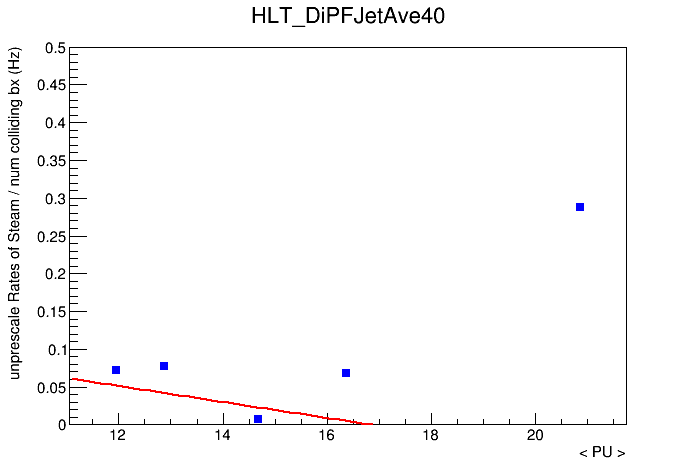 HLT_DiPFJetAve40
unprescale Rates of Steam / num colliding bx (Hz)
0.5
0.45
0.4
0.35
0.3
0.25
0.2
0.15
0.1
0.05
0
12 14 16 18 20
< PU >